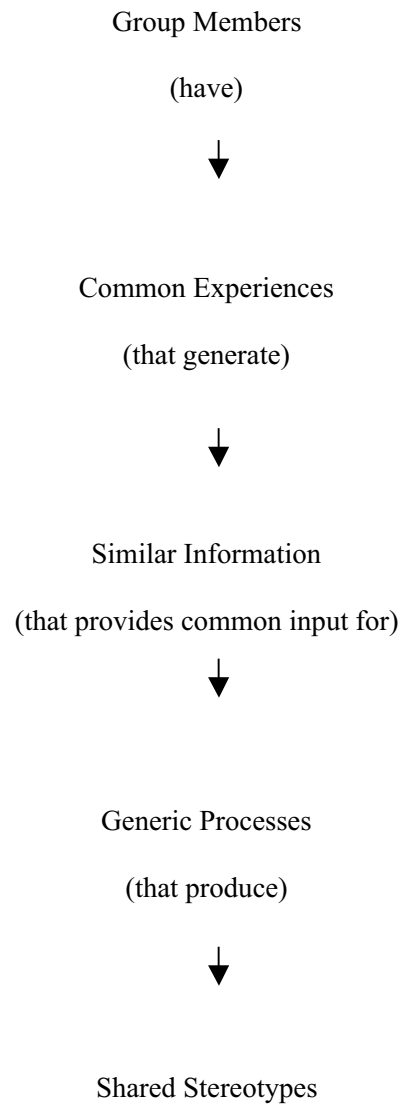 Group Members
(have)
Common Experiences
(that generate)
Similar Information
(that provides common input for)
Generic Processes
(that produce)
Shared Stereotypes